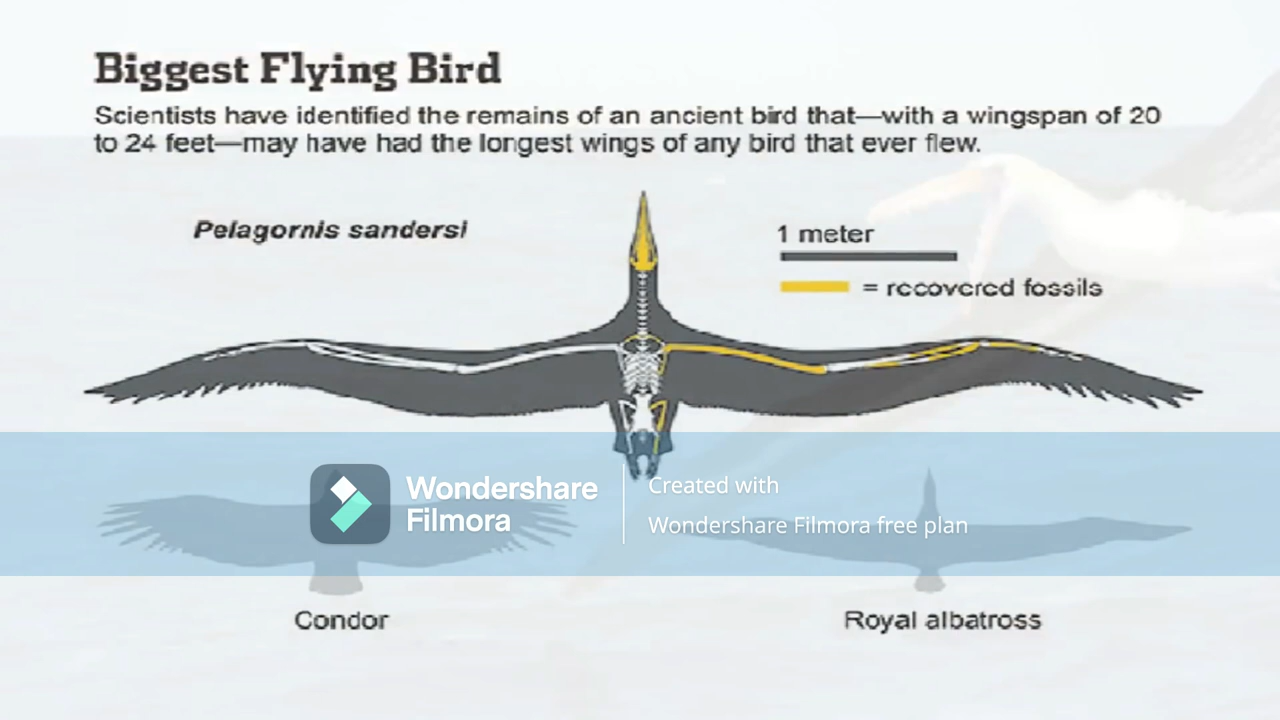 Biggest Flying Bird
Scientists have identified the remains of an ancient bird that—with a wingspan of 20
to 24 feet—may have had the longest wings of any bird that ever flew.
Pelagornis sandersi
1 meter
= recovered fossils
Wondershare
Filmora
Created with
Wondershare Filmora free plan
Condor
Royal albatross